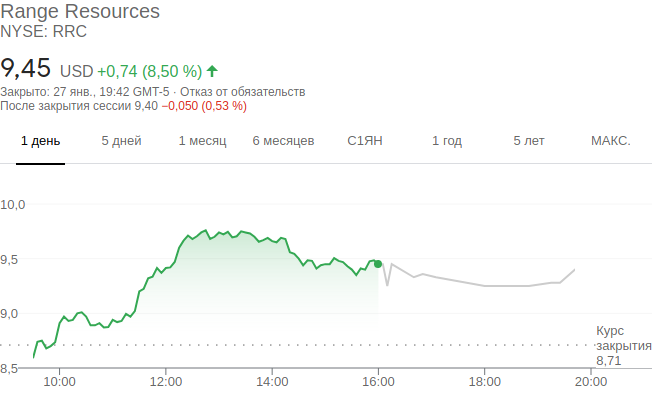 Range Resources
NYSE: RRC
9,45 USD +0,74 (8,50 %)
Закрыто: 27 янв., 19:42 GMT-5 · Отказ от обязательств
После закрытия сессии 9,40 −0,050 (0,53 %)
1 день 5 дней 1 месяц 6 месяцев С1ЯН 1 год 5 лет МАКС.
10,0
9,5
9,0
Курс
закрытия
8,71
8,5
10:00 12:00 14:00 16:00 18:00 20:00